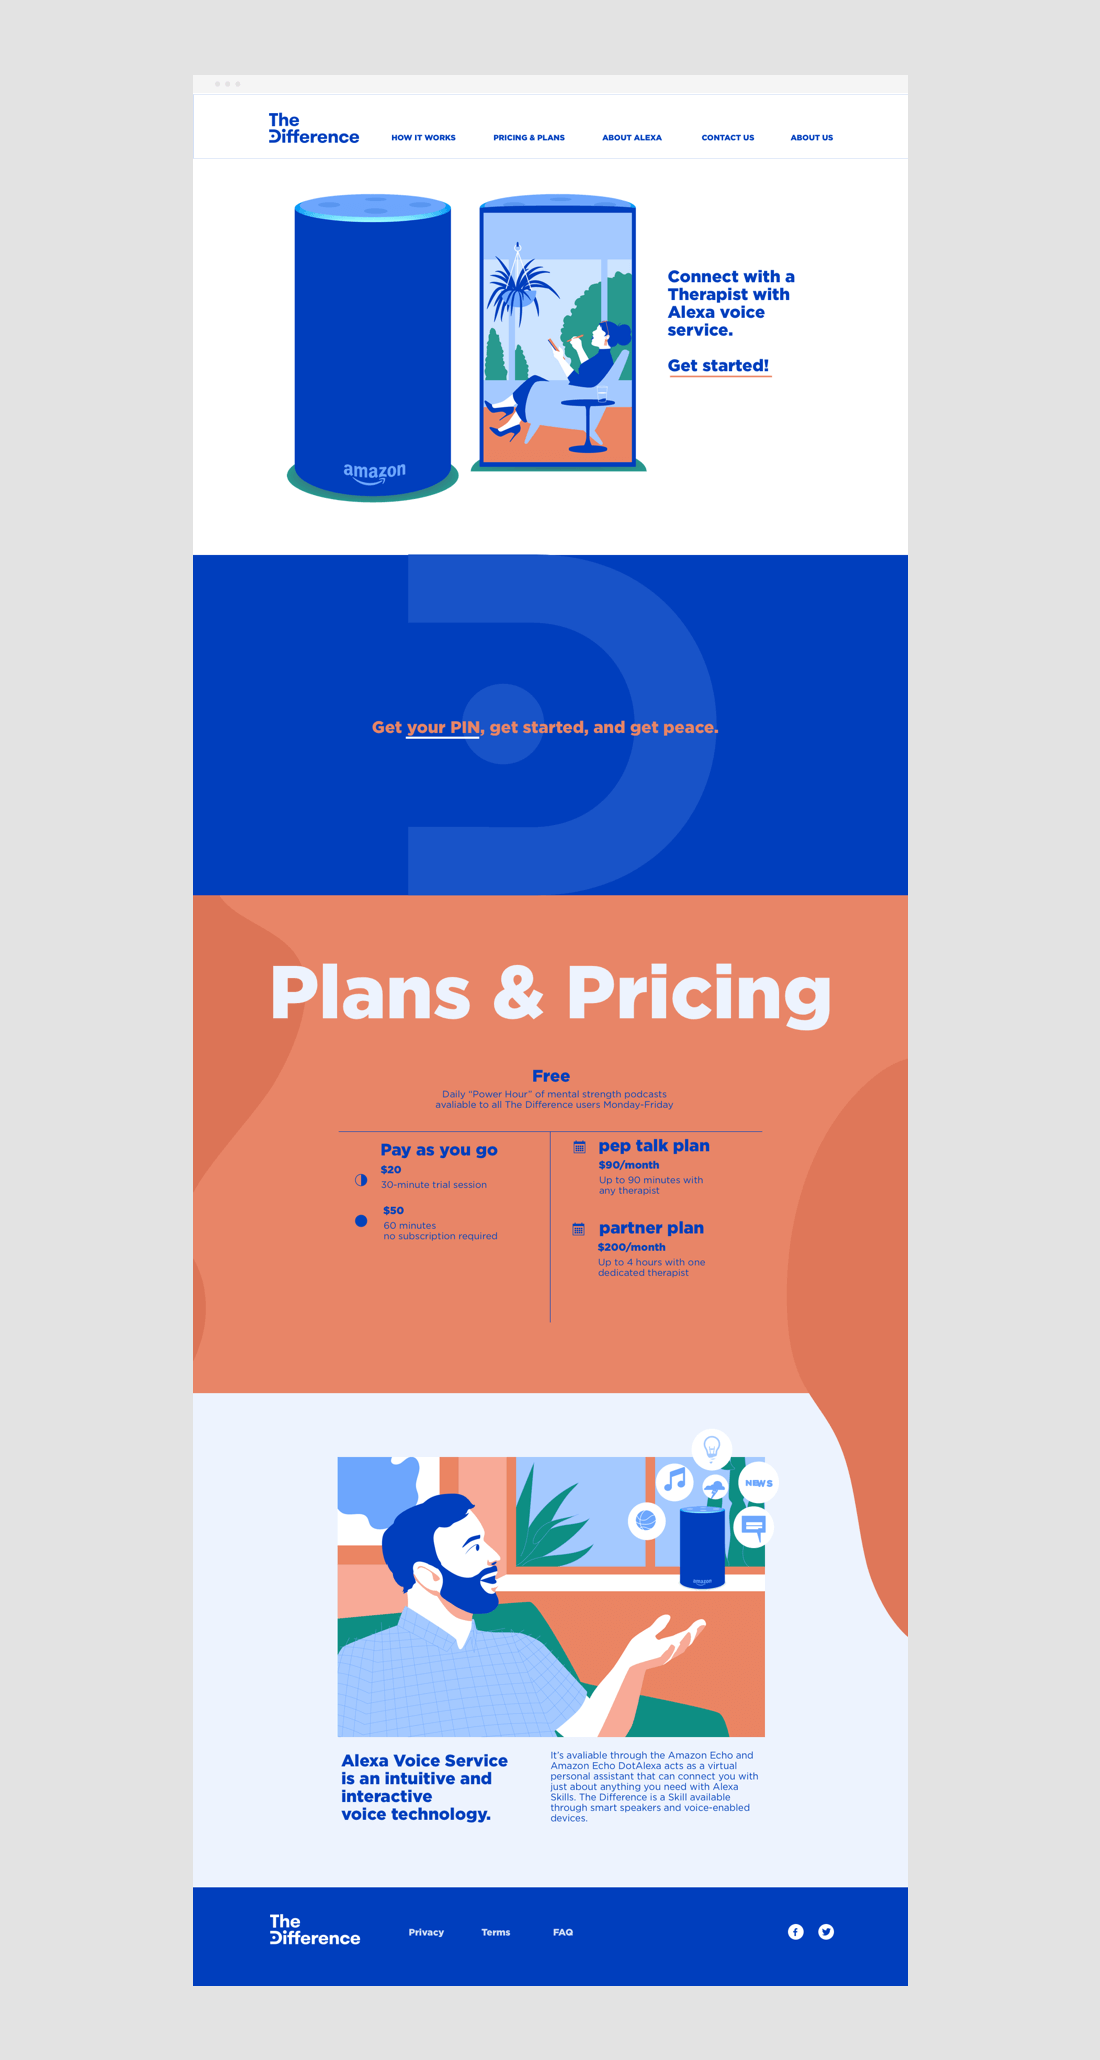 The
Difference
HOW IT WORKS
PRICING & PLANS
ABOUT ALEXA
CONTACT US
ABOUT US
amazon
Connect with a
Therapist with
Alexa voice
service.
Get started!
Get your PIN, get started, and get peace.
Plans & Pricing
Free
Daily “Power Hour” of mental strength podcasts
avaliable to all The Difference users Monday-Friday
Pay as you go
$20
30-minute trial session
$50
60 minutes
no subscription required
pep talk plan
$90/month
Up to 90 minutes with
any therapist
partner plan
$200/month
Up to 4 hours with one
dedicated therapist
NEWS
amazon
Alexa Voice Service
is an intuitive and
interactive
voice technology.
It’s avaliable through the Amazon Echo and
Amazon Echo DotAlexa acts as a virtual
personal assistant that can connect you with
just about anything you need with Alexa
Skills. The Difference is a Skill available
through smart speakers and voice-enabled
devices.
The
Difference
Privacy
Terms
FAQ